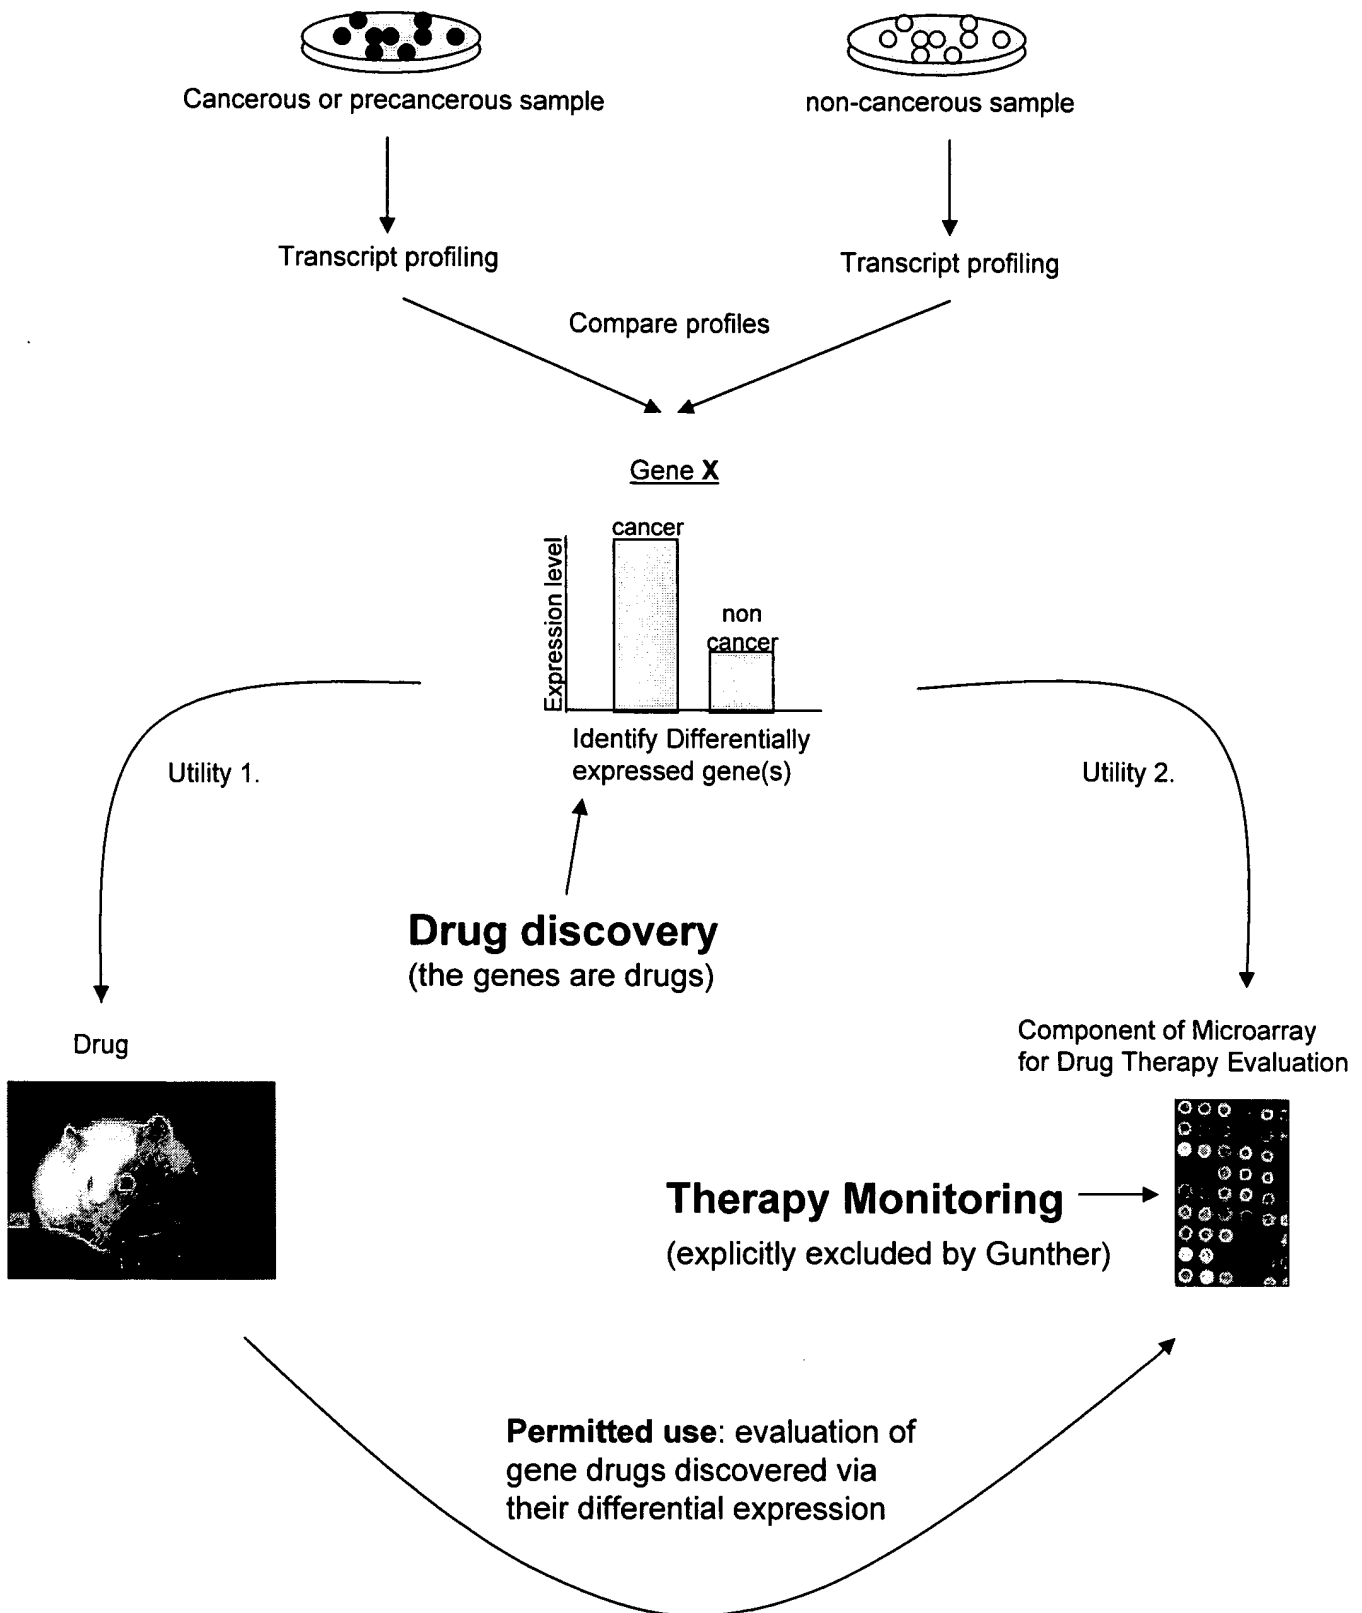 Cancerous or precancerous sample
non-cancerous sample
Transcript profiling
Transcript profiling
Compare profiles
Gene X
cancer
non
cancer
Expression level
Identify Differentially
expressed gene(s)
Utility 1.
Utility 2.
Drug discovery
(the genes are drugs)
Drug
Component of Microarray
for Drug Therapy Evaluation
Therapy Monitoring
(explicitly excluded by Gunther)
Permitted use: evaluation of
gene drugs discovered via
their differential expression